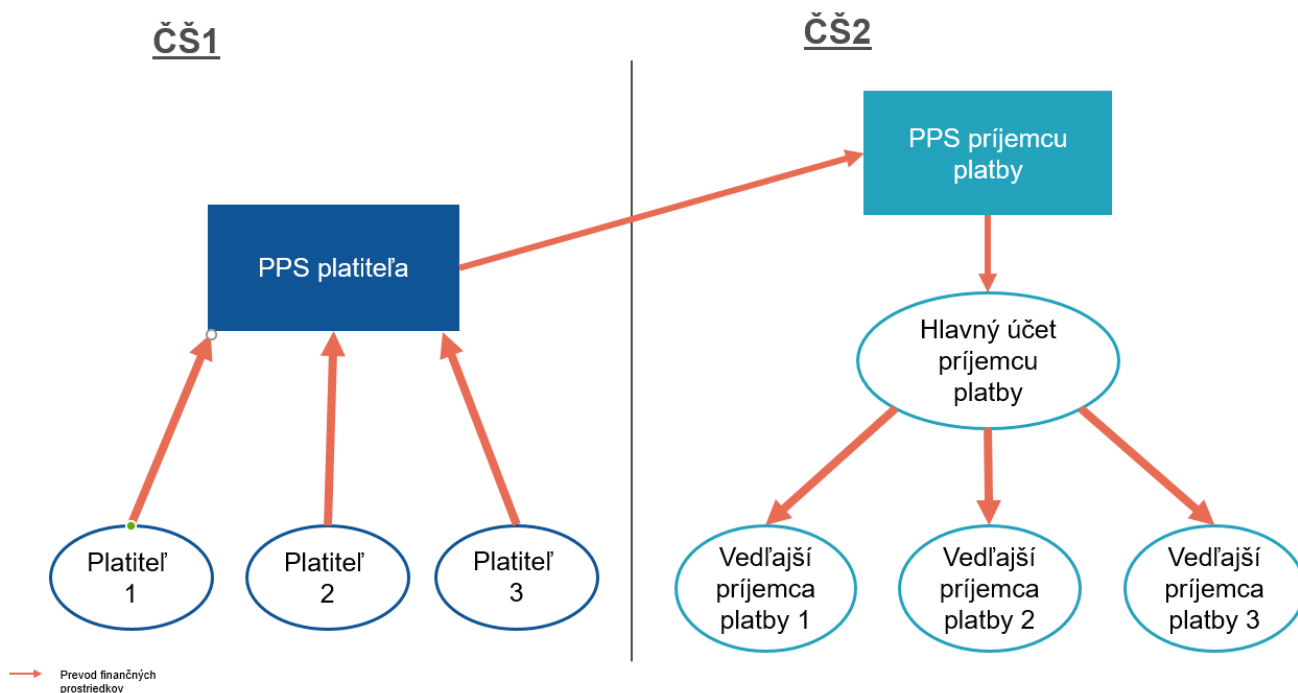 ČŠ1
ČŠ2
PPS príjemcu
platby
PPS platiteľa
Hlavný účet
príjemcu
platby
Platiteľ
1
Platiteľ
2
Platiteľ
3
Vedľajší
príjemca
platby 1
Vedľajší
príjemca
platby 2
Vedľajší
príjemca
platby 3
Prevod finančných
prostriedkov